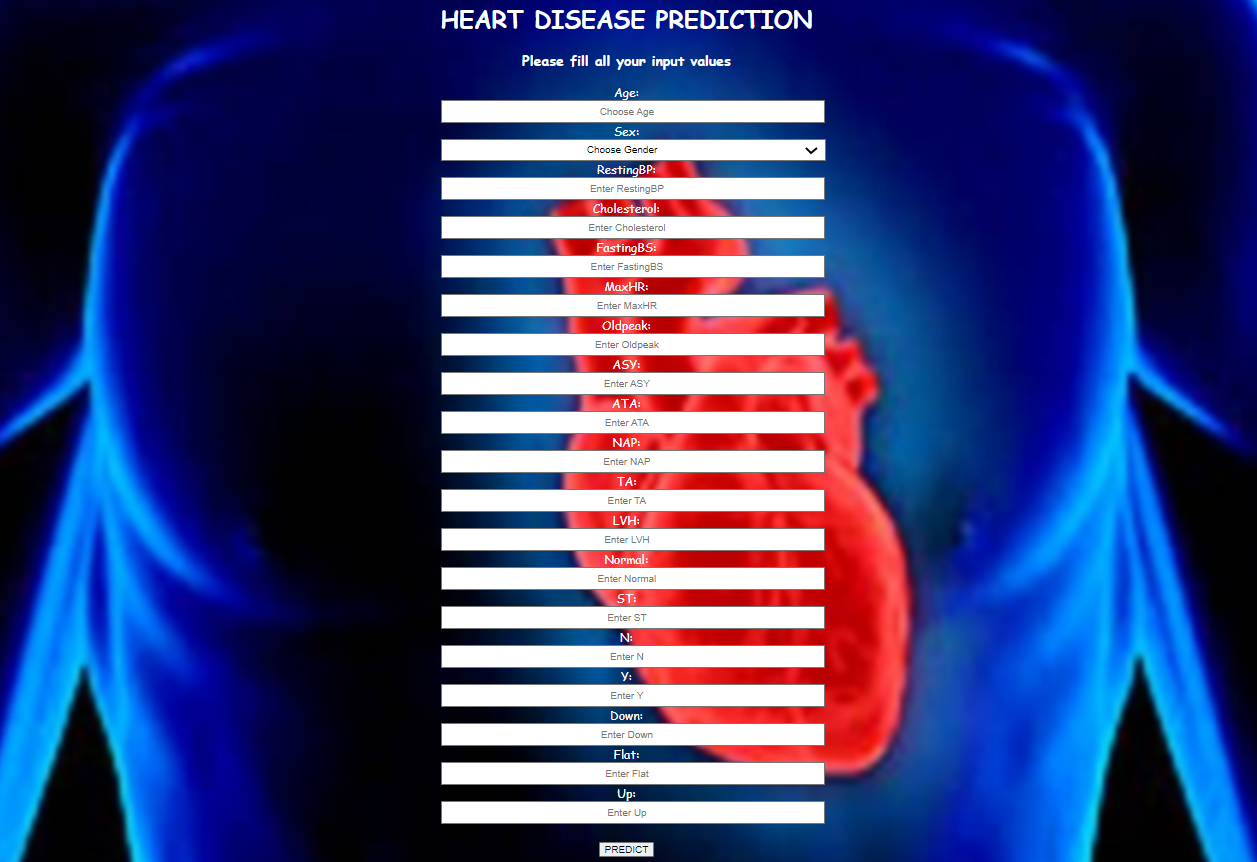 HEART DISEASE PREDICTION
Please fill all your input values
Age:
Choose Age
Sex:
Choose Gender
RestingBP:
Enter RestingBP
Cholesterol:
Enter Cholesterol
FastingBS:
Enter FastingBS
MaxHR:
Enter MaxHR
Oldpeak:
Enter Oldpeak
ASY:
Enter ASY
ATA:
Enter ATA
NAP:
Enter NAP
TA:
Enter TA
LVH:
Enter LVH
Normal:
Enter Normal
ST:
Enter ST
N:
Enter N
Y:
Enter Y
Down:
Enter Down
Flat:
Enter Flat
Up:
Enter Up
PREDICT